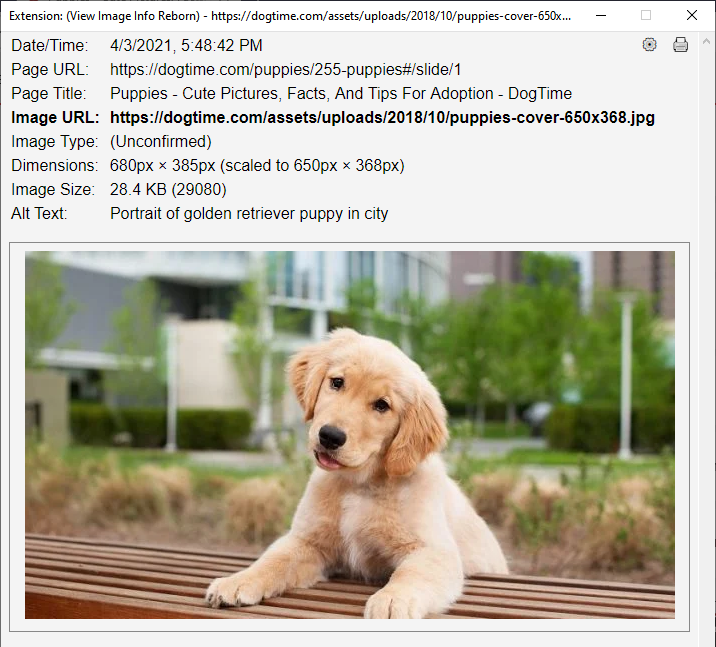 Extension: (View Image Info Reborn) - https://dogtime.com/assets/uploads/2018/10/puppies-cover-650x...
Date/Time: 4/3/2021, 5:48:42 PM
Page URL: https://dogtime.com/puppies/255-puppies#/slide/1
Page Title: Puppies - Cute Pictures, Facts, And Tips For Adoption - DogTime
Image URL: https://dogtime.com/assets/uploads/2018/10/puppies-cover-650x368.jpg
Image Type: (Unconfirmed)
Dimensions: 680px × 385px (scaled to 650px × 368px)
Image Size: 28.4 KB (29080)
Alt Text: Portrait of golden retriever puppy in city